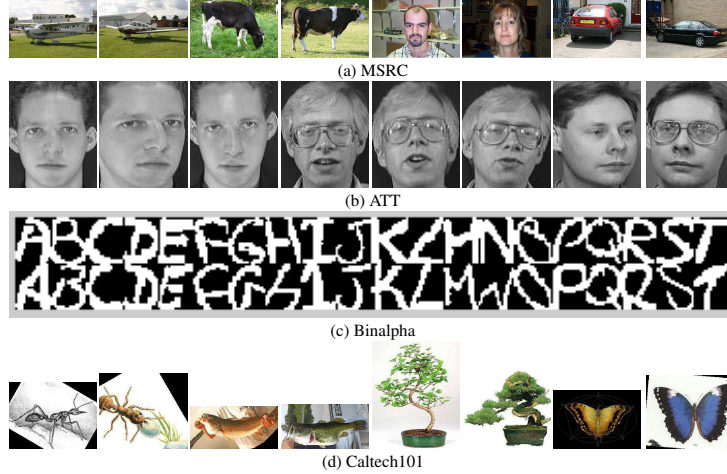 (a) MSRC
(b) ATT
ABCDEFGHIJKLMNOPQRST
ABCDEFGHIJKLMNOPQRST
(c) Binalpha
(d) Caltech101